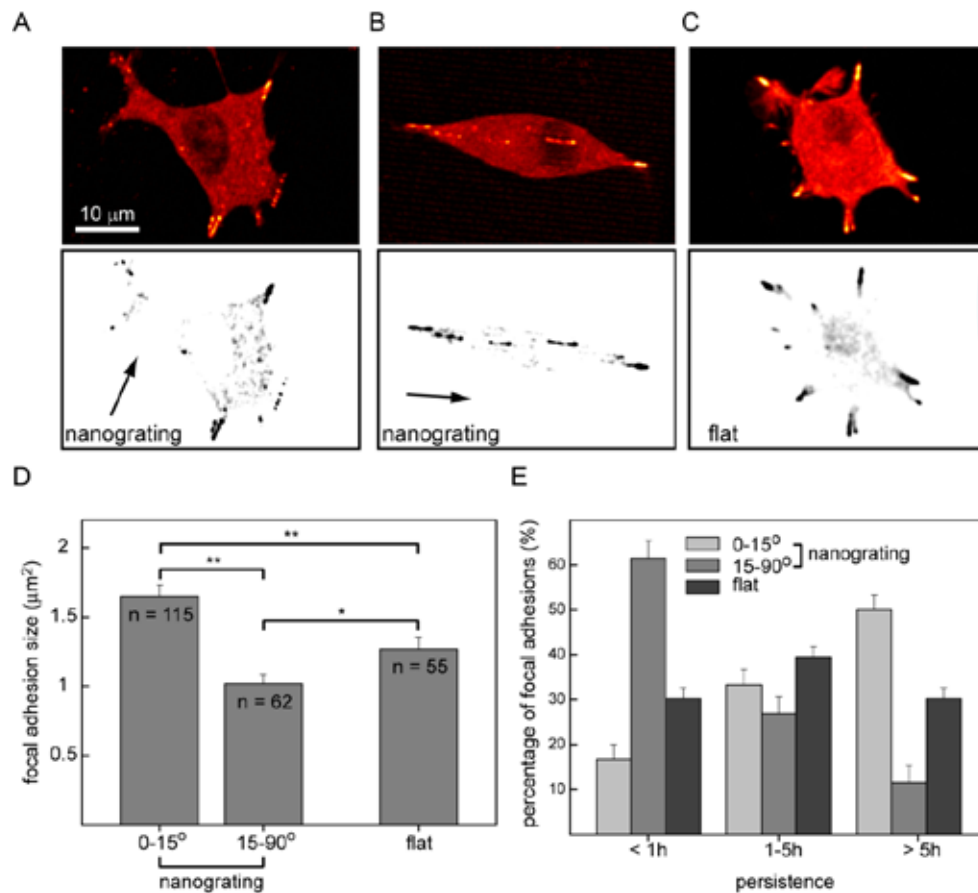 A
B
C
10 μm
nanograting
nanograting
flat
D
focal adhesion size (μm²)
2
1.5
1
0.5
**
**
*
n = 115
n = 62
n = 55
0-15°
15-90°
flat
nanograting
E
percentage of focal adhesions (%)
60
50
40
30
20
10
0-15°
15-90°
nanograting
flat
< 1h
1-5h
> 5h
persistence